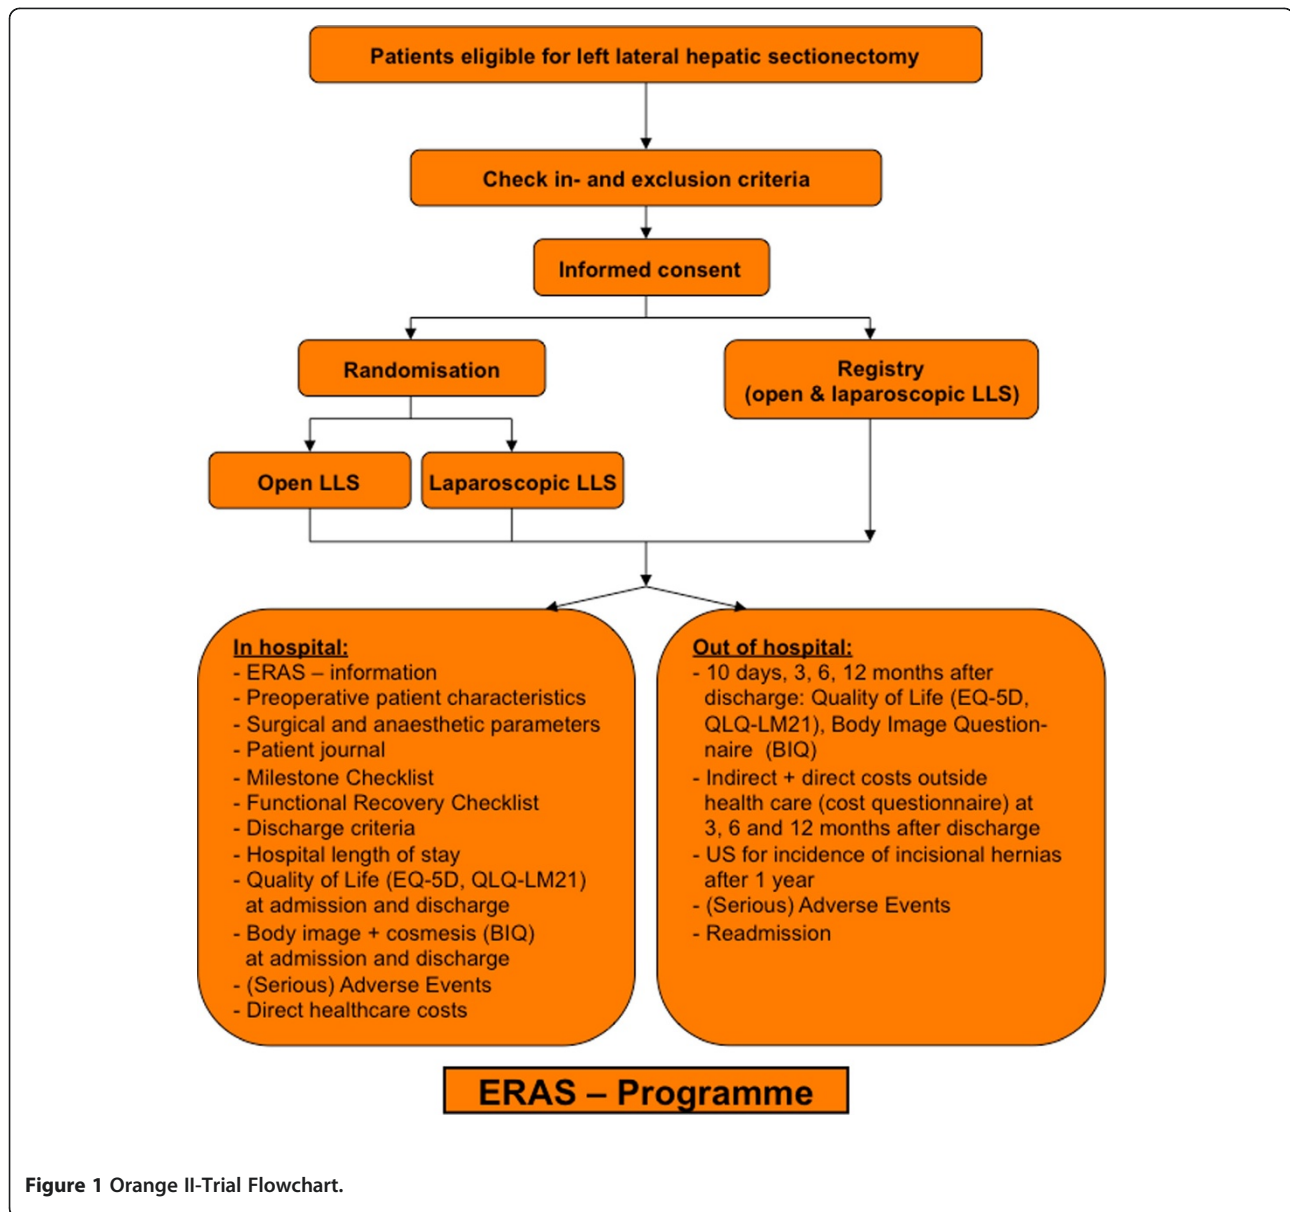 Patients eligible for left lateral hepatic sectionectomy
Check in- and exclusion criteria
Informed consent
Randomisation
Registry
(open & laparoscopic LLS)
Open LLS
Laparoscopic LLS
In hospital:
- ERAS – information
- Preoperative patient characteristics
- Surgical and anaesthetic parameters
- Patient journal
- Milestone Checklist
- Functional Recovery Checklist
- Discharge criteria
- Hospital length of stay
- Quality of Life (EQ-5D, QLQ-LM21)
at admission and discharge
- Body image + cosmesis (BIQ)
at admission and discharge
- (Serious) Adverse Events
- Direct healthcare costs
Out of hospital:
- 10 days, 3, 6, 12 months after
discharge: Quality of Life (EQ-5D,
QLQ-LM21), Body Image Question-
naire (BIQ)
- Indirect + direct costs outside
health care (cost questionnaire) at
3, 6 and 12 months after discharge
- US for incidence of incisional hernias
after 1 year
- (Serious) Adverse Events
- Readmission
ERAS – Programme
Figure 1 Orange II-Trial Flowchart.